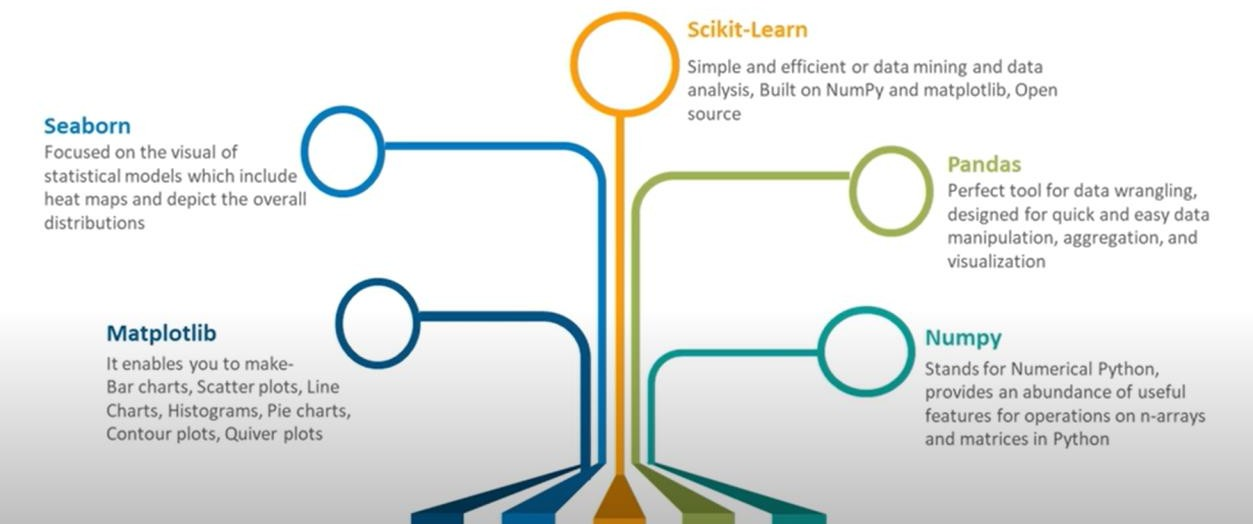 Scikit-Learn
Simple and efficient or data mining and data
analysis, Built on NumPy and matplotlib, Open
source
Seaborn
Focused on the visual of
statistical models which include
heat maps and depict the overall
distributions
Pandas
Perfect tool for data wrangling,
designed for quick and easy data
manipulation, aggregation, and
visualization
Matplotlib
It enables you to make-
Bar charts, Scatter plots, Line
Charts, Histograms, Pie charts,
Contour plots, Quiver plots
Numpy
Stands for Numerical Python,
provides an abundance of useful
features for operations on n-arrays
and matrices in Python